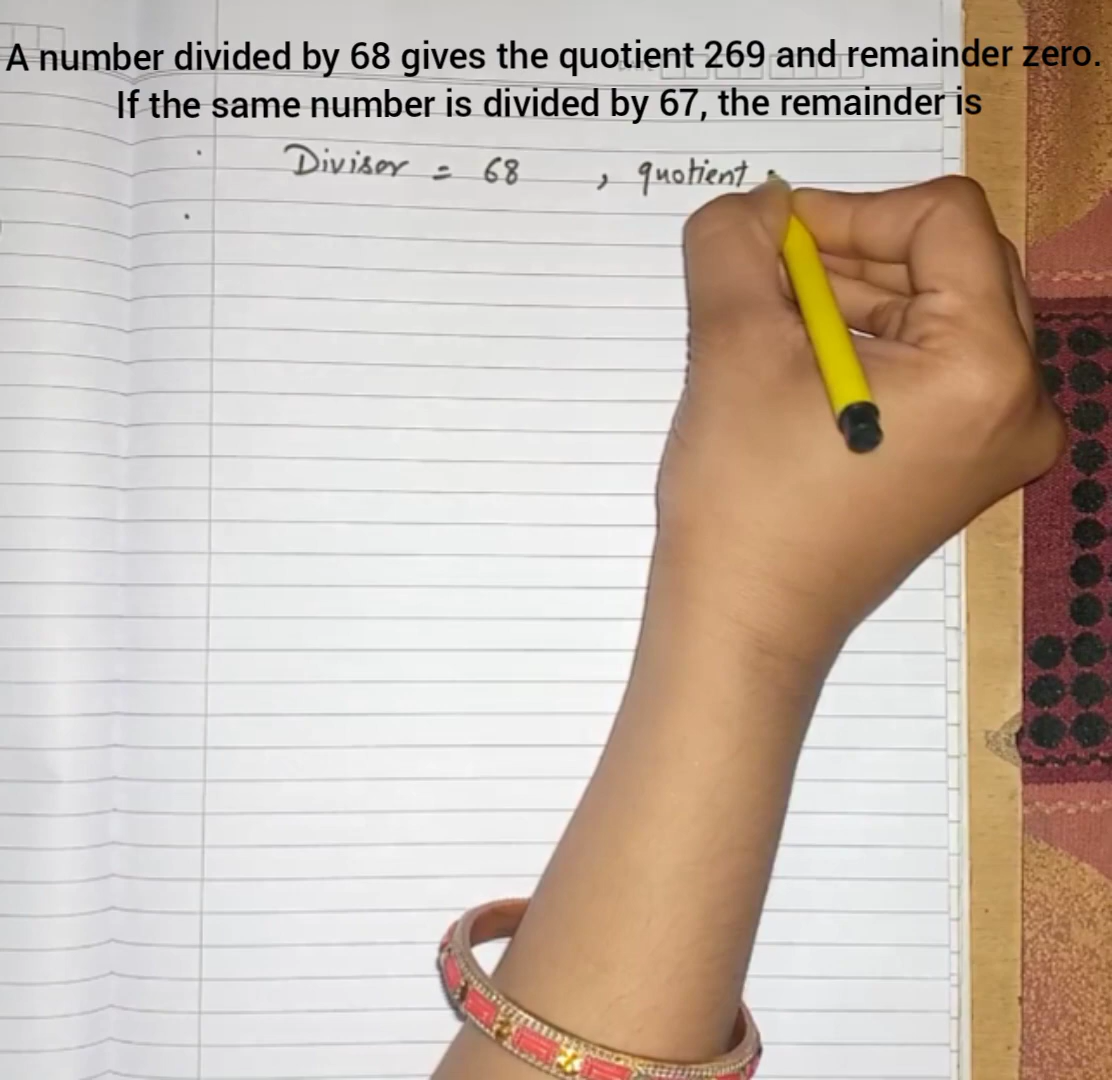 A number divided by 68 gives the quotient 269 and remainder zero.
If the same number is divided by 67, the remainder is
Divisor = 68 , quotient